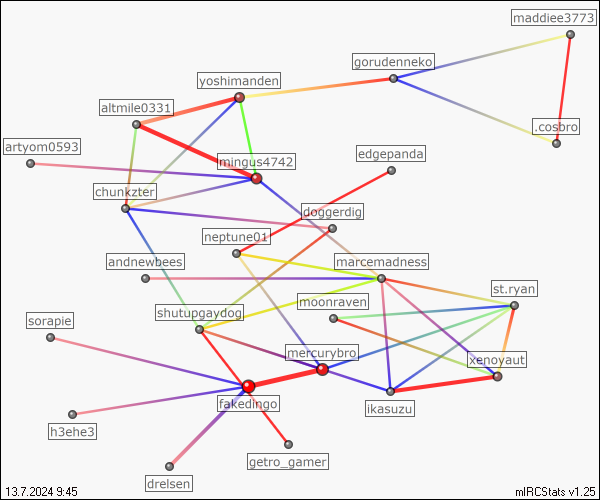 maddiee3773
gorudenneko
yoshimanden
altmile0331
.cosbro
artyom0593
edgepanda
mingus4742
chunkzter
doggerdig
neptune01
andnewbees
marcemadness
st.ryan
moonraven
shutupgaydog
sorapie
mercurybro
xenoyaut
fakedingo
ikasuzu
h3ehe3
getro_gamer
drelsen
13.7.2024 9:45
mIRCStats v1.25